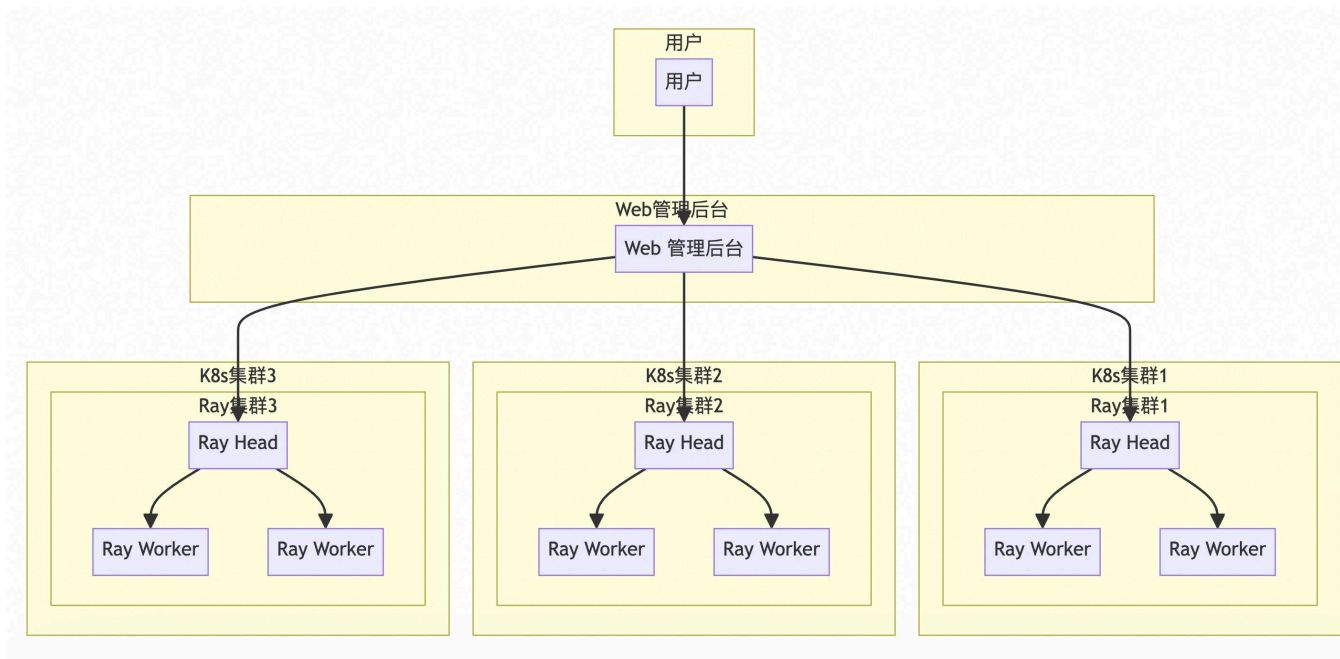 用户
用户
Web管理后台
Web 管理后台
K8s集群3
K8s集群2
K8s集群1
Ray集群3
Ray集群2
Ray集群1
Ray Head
Ray Head
Ray Head
Ray Worker
Ray Worker
Ray Worker
Ray Worker
Ray Worker
Ray Worker